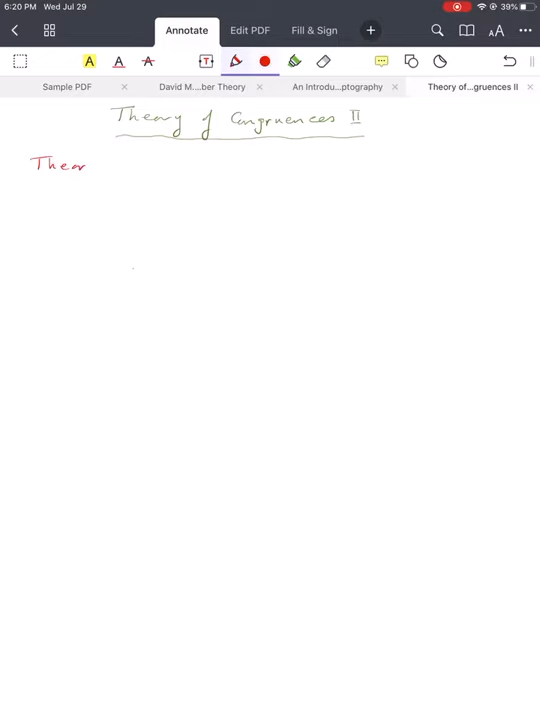 6:20 PM Wed Jul 29 39%
Annotate Edit PDF Fill & Sign
Sample PDF David M....ber Theory An Introdu...ptography Theory of...gruences II
Theory of Congruences II
Theor